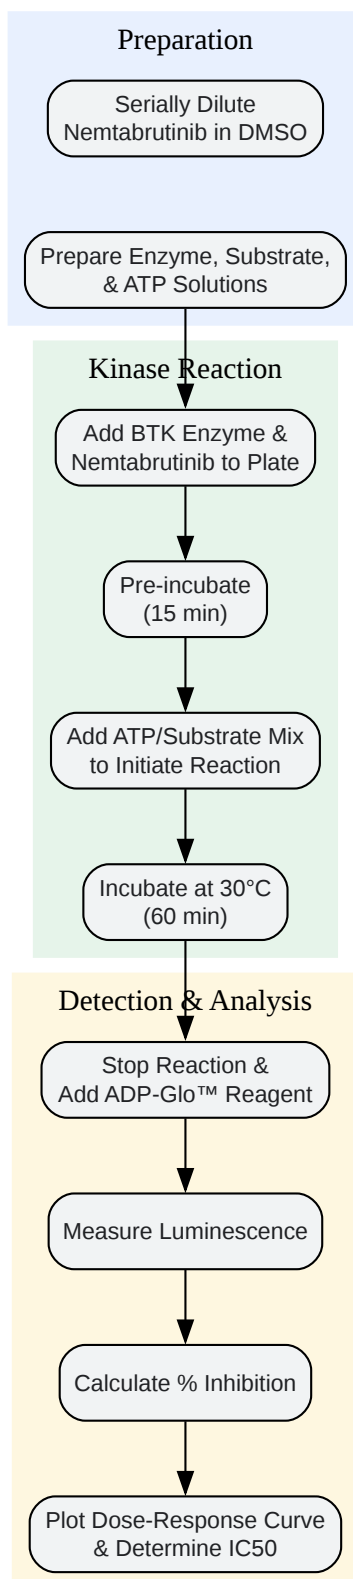 Preparation
Serially Dilute
Nemtabrutinib in DMSO
Prepare Enzyme, Substrate,
& ATP Solutions
Kinase Reaction
Add BTK Enzyme &
Nemtabrutinib to Plate
Pre-incubate
(15 min)
Add ATP/Substrate Mix
to Initiate Reaction
Incubate at 30°C
(60 min)
Detection & Analysis
Stop Reaction &
Add ADP-Glo™ Reagent
Measure Luminescence
Calculate % Inhibition
Plot Dose-Response Curve
& Determine IC50